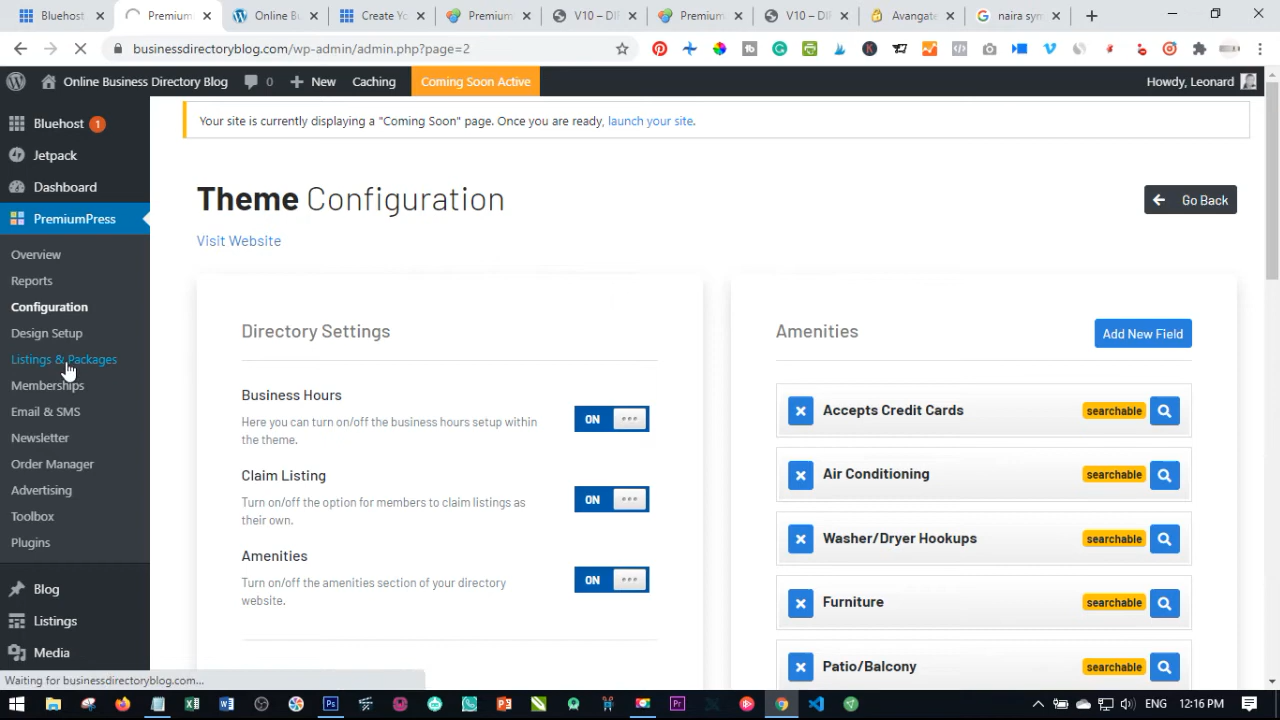 Bluehost
Premium
Online Bu
Create Yo
Premium
V10 – DIF
Premium
V10 – DIF
Avangate
naira sym
businessdirectoryblog.com/wp-admin/admin.php?page=2
Online Business Directory Blog
0
New
Caching
Coming Soon Active
Howdy, Leonard
Bluehost 1
Jetpack
Dashboard
PremiumPress
Overview
Reports
Configuration
Design Setup
Listings & Packages
Memberships
Email & SMS
Newsletter
Order Manager
Advertising
Toolbox
Plugins
Blog
Listings
Media
Your site is currently displaying a "Coming Soon" page. Once you are ready, launch your site.
Theme Configuration
Go Back
Visit Website
Directory Settings
Business Hours
Here you can turn on/off the business hours setup within
the theme.
ON
Claim Listing
Turn on/off the option for members to claim listings as
their own.
ON
Amenities
Turn on/off the amenities section of your directory
website.
ON
Amenities
Add New Field
Accepts Credit Cards searchable
Air Conditioning searchable
Washer/Dryer Hookups searchable
Furniture searchable
Patio/Balcony searchable
Waiting for businessdirectoryblog.com...
ENG
12:16 PM